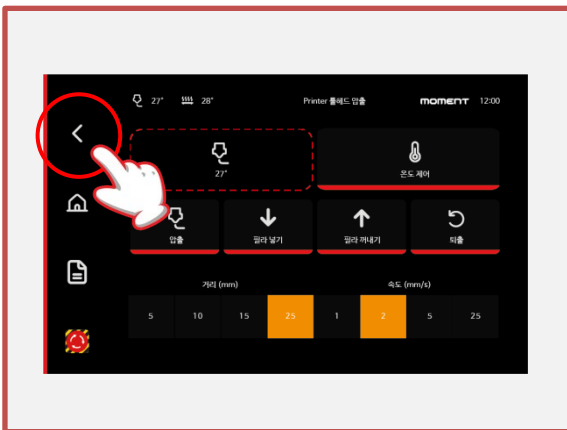 27° 28° Printer 툴헤드 압출 moment 12:00
27° 온도 제어
압출 필라 넣기 필라 꺼내기 퇴출
거리 (mm) 속도 (mm/s)
5 10 15 25 1 2 5 25